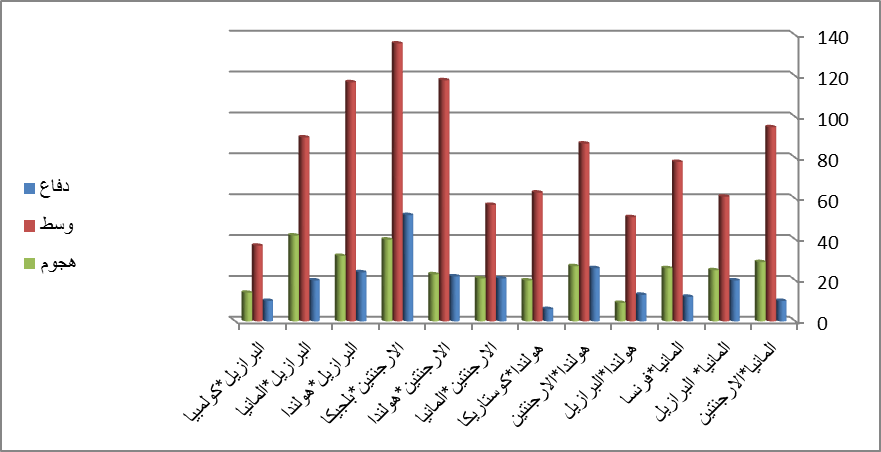 140
120
100
80
60
40
20
0
دفاع
وسط
هجوم
المانيا*الارجنتين
المانيا* البرازيل
المانيا*فرنسا
هولندا*البرازيل
هولندا*الارجنتين
هولندا*كوستاريكا
الارجنتين *المانيا
الارجنتين *هولندا
الارجنتين *بلجيكا
البرازيل *هولندا
البرازيل *المانيا
البرازيل *كولمبيا